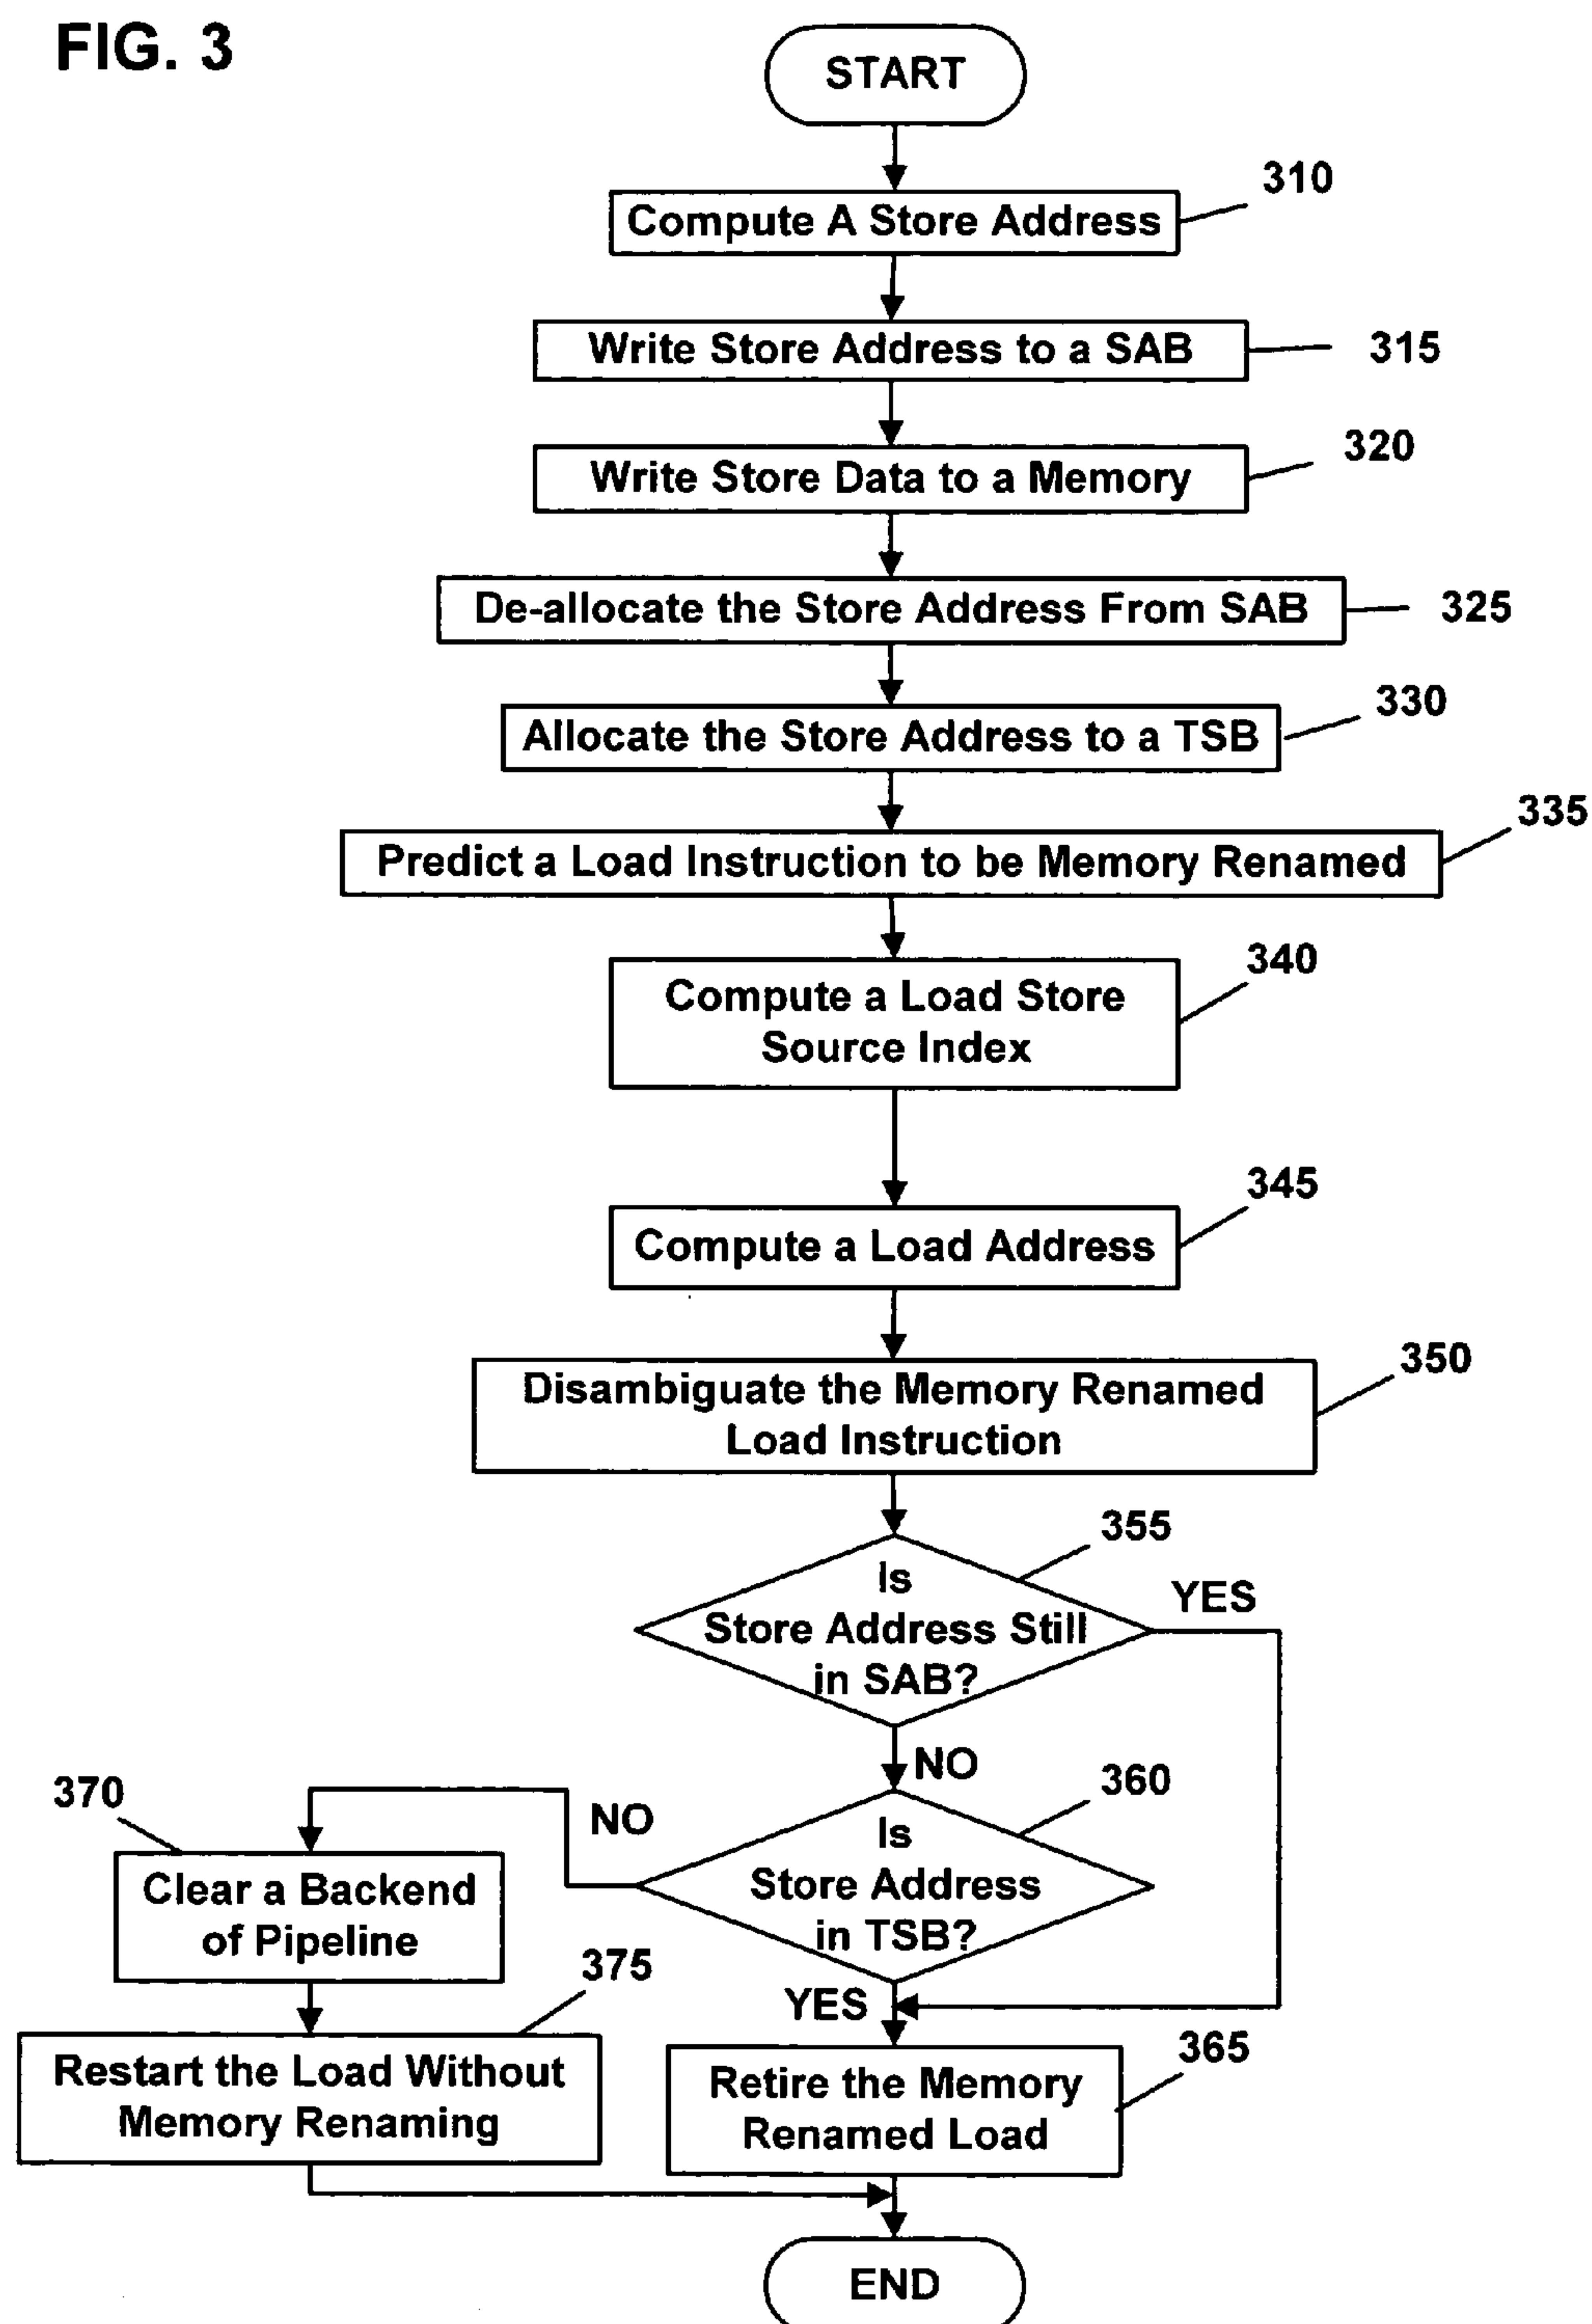 FIG. 3
START
310
Compute A Store Address
Write Store Address to a SAB
315
320
Write Store Data to a Memory
De-allocate the Store Address From SAB
325
330
Allocate the Store Address to a TSB
335
Predict a Load Instruction to be Memory Renamed
340
Compute a Load Store
Source Index
345
Compute a Load Address
350
Disambiguate the Memory Renamed
Load Instruction
355
Is
Store Address Still
in SAB?
YES
NO
360
Is
Store Address
in TSB?
NO
YES
370
Clear a Backend
of Pipeline
375
Restart the Load Without
Memory Renaming
365
Retire the Memory
Renamed Load
END